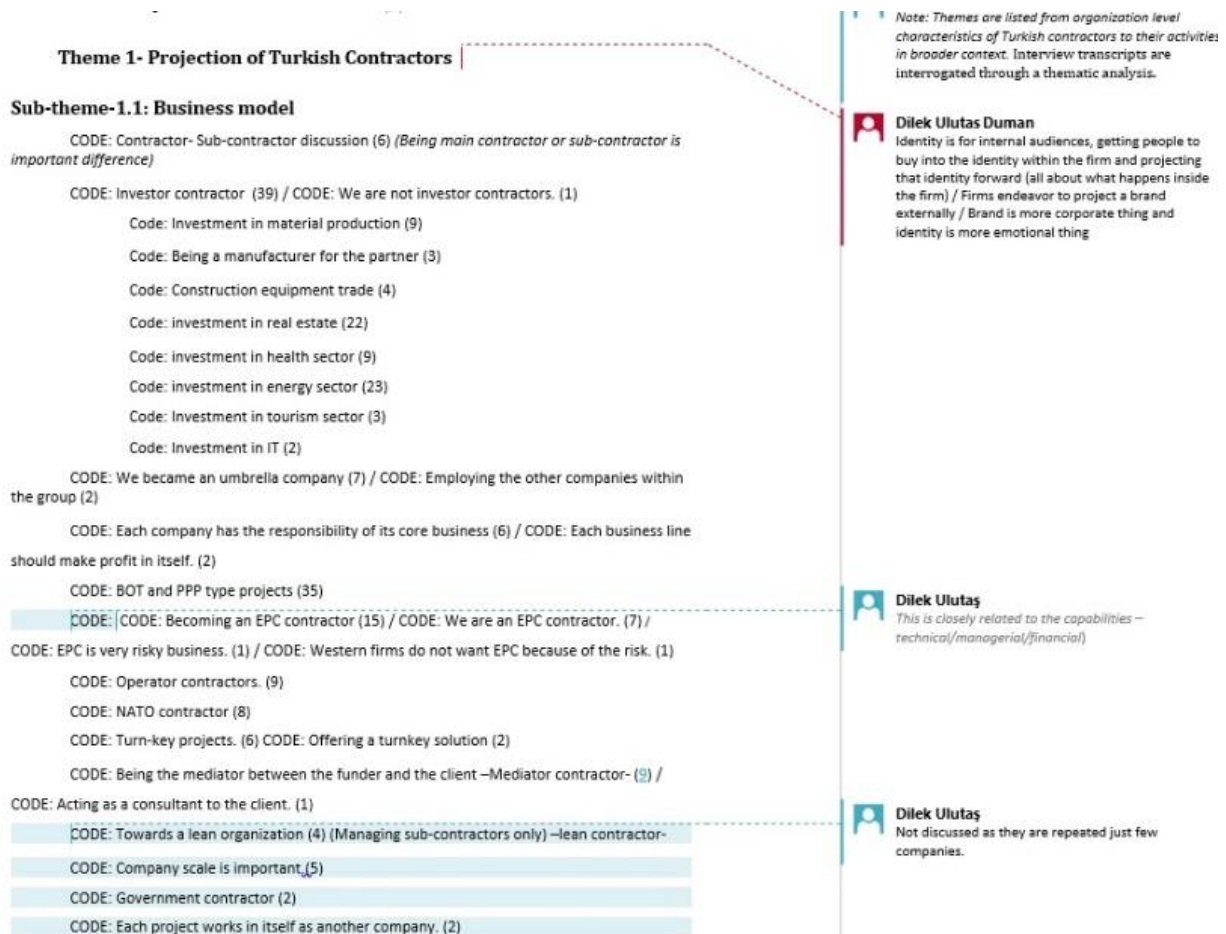 Note: Themes are listed from organization level
characteristics of Turkish contractors to their activities
in broader context. Interview transcripts are
interrogated through a thematic analysis.
Theme 1- Projection of Turkish Contractors
Dilek Ulutas Duman
Identity is for internal audiences, getting people to
buy into the identity within the firm and projecting
that identity forward (all about what happens inside
the firm) / Firms endeavor to project a brand
externally / Brand is more corporate thing and
identity is more emotional thing
Sub-theme-1.1: Business model
CODE: Contractor- Sub-contractor discussion (6) (Being main contractor or sub-contractor is
important difference)
CODE: Investor contractor (39) / CODE: We are not investor contractors. (1)
Code: Investment in material production (9)
Code: Being a manufacturer for the partner (3)
Code: Construction equipment trade (4)
Code: investment in real estate (22)
Code: investment in health sector (9)
Code: investment in energy sector (23)
Code: Investment in tourism sector (3)
Code: Investment in IT (2)
CODE: We became an umbrella company (7) / CODE: Employing the other companies within
the group (2)
CODE: Each company has the responsibility of its core business (6) / CODE: Each business line
should make profit in itself. (2)
CODE: BOT and PPP type projects (35)
CODE: CODE: Becoming an EPC contractor (15) / CODE: We are an EPC contractor. (7) /
CODE: EPC is very risky business. (1) / CODE: Western firms do not want EPC because of the risk. (1)
Dilek Ulutaş
This is closely related to the capabilities –
technical/managerial/financial)
CODE: Operator contractors. (9)
CODE: NATO contractor (8)
CODE: Turn-key projects. (6) CODE: Offering a turnkey solution (2)
CODE: Being the mediator between the funder and the client –Mediator contractor- (9) /
CODE: Acting as a consultant to the client. (1)
CODE: Towards a lean organization (4) (Managing sub-contractors only) –lean contractor-
Dilek Ulutaş
Not discussed as they are repeated just few
companies.
CODE: Company scale is important.(5)
CODE: Government contractor (2)
CODE: Each project works in itself as another company. (2)